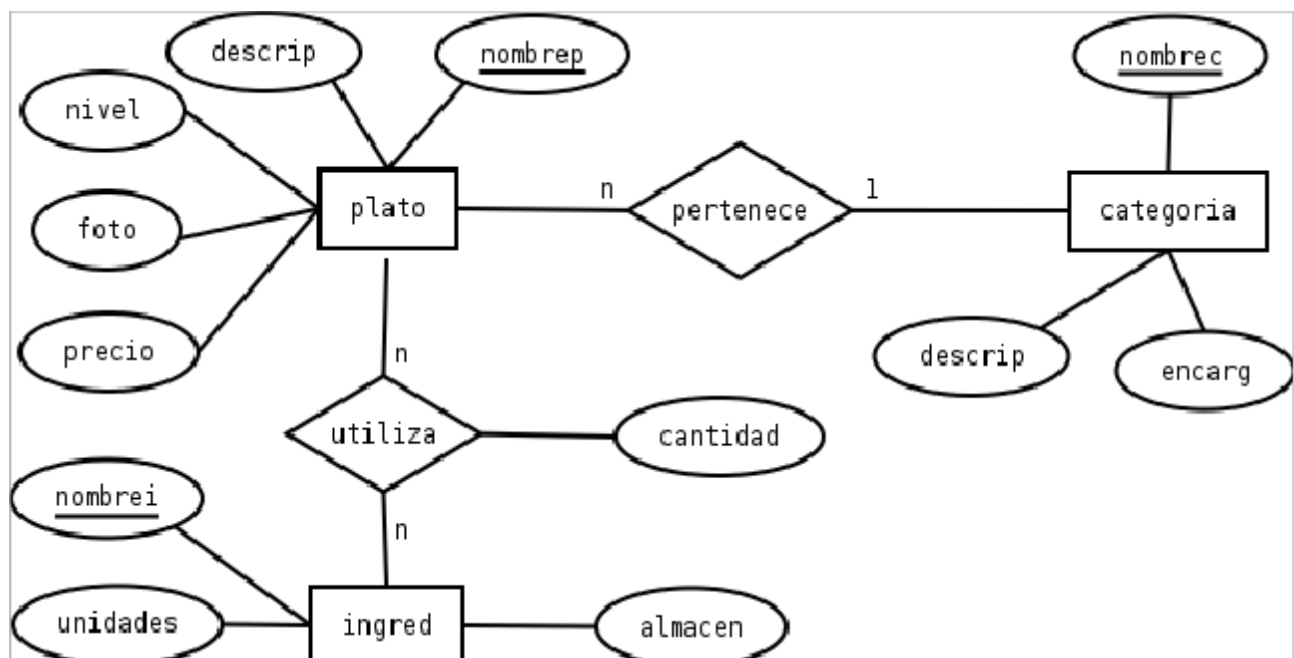 descrip
nombrep
nombrec
nivel
plato
n
pertenece
1
categoria
foto
precio
n
descrip
encarg
utiliza
cantidad
nombrei
n
unidades
ingred
almacen